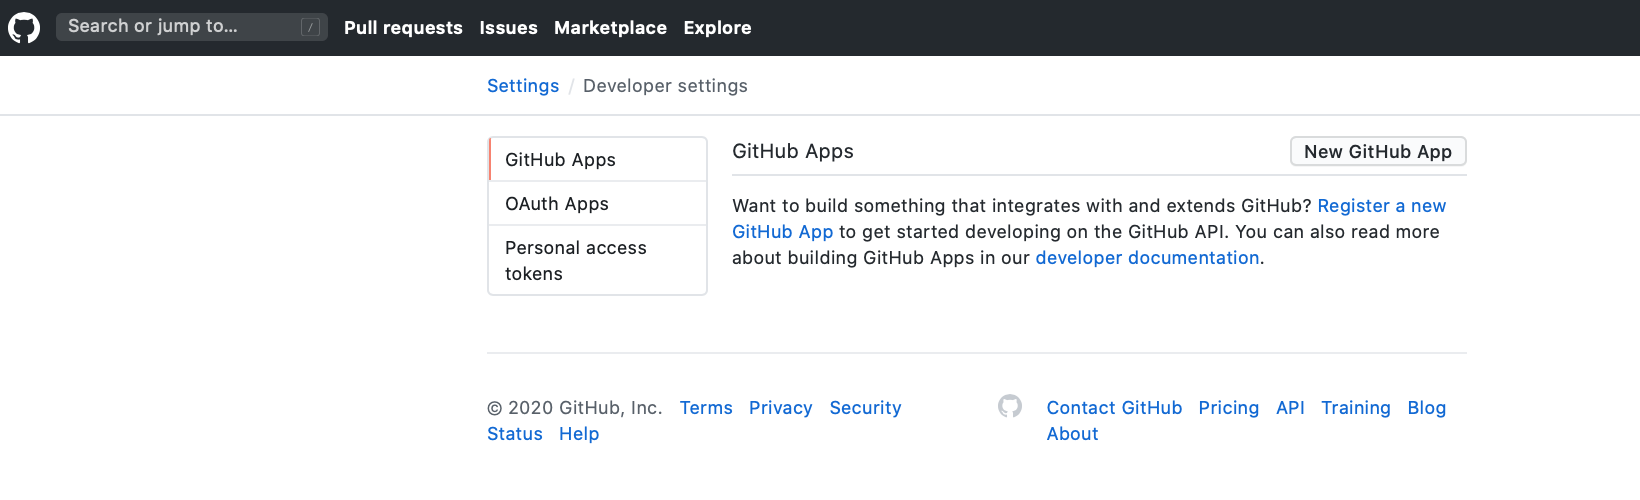 Search or jump to... /
Pull requests Issues Marketplace Explore
Settings / Developer settings
GitHub Apps
OAuth Apps
Personal access
tokens
GitHub Apps
New GitHub App
Want to build something that integrates with and extends GitHub? Register a new
GitHub App to get started developing on the GitHub API. You can also read more
about building GitHub Apps in our developer documentation.
© 2020 GitHub, Inc. Terms Privacy Security
Status Help
Contact GitHub Pricing API Training Blog
About